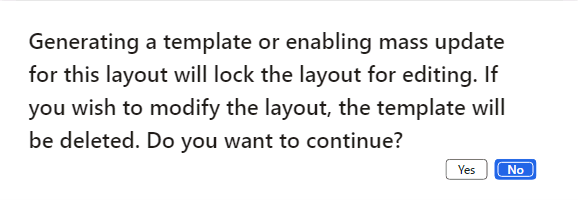 Generating a template or enabling mass update
for this layout will lock the layout for editing. If
you wish to modify the layout, the template will
be deleted. Do you want to continue?
Yes No